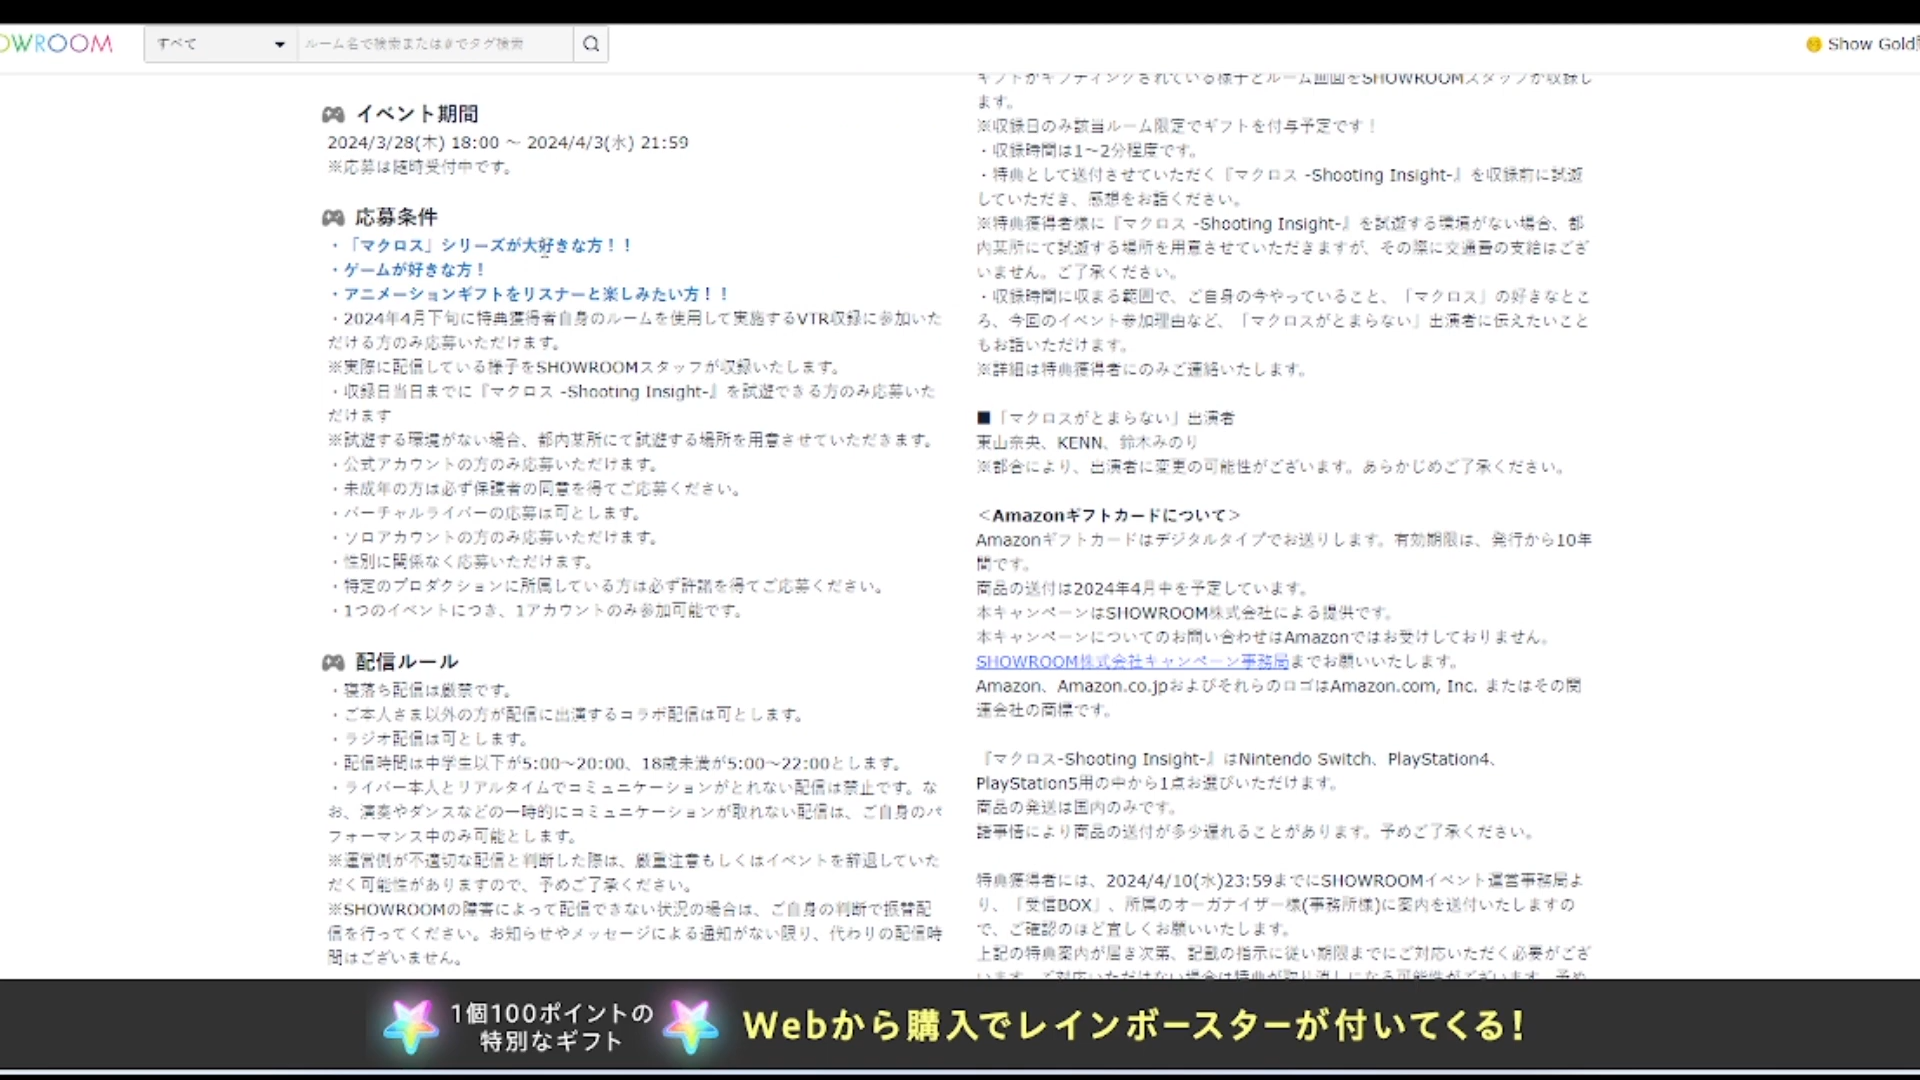 OWROOM
すべて
ルーム名で検索または#でタグ検索
Show Gold
イベント期間
2024/3/28(木) 18:00 ～ 2024/4/3(水) 21:59
※応募は随時受付中です。
応募条件
・「マクロス」シリーズが大好きな方！！
・ゲームが好きな方！
・アニメーションギフトをリスナーと楽しみたい方！！
・2024年4月下旬に特典獲得者自身のルームを使用して実施するVTR収録に参加いた
だける方のみ応募いただけます。
※実際に配信している様子をSHOWROOMスタッフが収録いたします。
・収録日当日までに『マクロス -Shooting Insight-』を試遊できる方のみ応募いた
だけます
※試遊する環境がない場合、都内某所にて試遊する場所を用意させていただきます。
・公式アカウントの方のみ応募いただけます。
・未成年の方は必ず保護者の同意を得てご応募ください。
・バーチャルライバーの応募は可とします。
・ソロアカウントの方のみ応募いただけます。
・性別に関係なく応募いただけます。
・特定のプロダクションに所属している方は必ず許諾を得てご応募ください。
・1つのイベントにつき、1アカウントのみ参加可能です。
配信ルール
・寝落ち配信は厳禁です。
・ご本人さま以外の方が配信に出演するコラボ配信は可とします。
・ラジオ配信は可とします。
・配信時間は中学生以下が5:00～20:00、18歳未満が5:00～22:00とします。
・ライバー本人とリアルタイムでコミュニケーションがとれない配信は禁止です。な
お、演奏やダンスなどの一時的にコミュニケーションが取れない配信は、ご自身のパ
フォーマンス中のみ可能とします。
※運営側が不適切な配信と判断した際は、厳重注意もしくはイベントを辞退していた
だく可能性がありますので、予めご了承ください。
※SHOWROOMの障害によって配信できない状況の場合は、ご自身の判断で振替配
信を行ってください。お知らせやメッセージによる通知がない限り、代わりの配信時
間はございません。
ギフトがギフティングされている様子とルーム画面をSHOWROOMスタッフが収録し
ます。
※収録日のみ該当ルーム限定でギフトを付与予定です！
・収録時間は1～2分程度です。
・特典として送付させていただく『マクロス -Shooting Insight-』を収録前に試遊
していただき、感想をお話ください。
※特典獲得者様に『マクロス -Shooting Insight-』を試遊する環境がない場合、都
内某所にて試遊する場所を用意させていただきますが、その際に交通費の支給はござ
いません。ご了承ください。
・収録時間に収まる範囲で、ご自身の今やっていること、「マクロス」の好きなとこ
ろ、今回のイベント参加理由など、「マクロスがとまらない」出演者に伝えたいこと
もお話いただけます。
※詳細は特典獲得者にのみご連絡いたします。
■「マクロスがとまらない」出演者
東山奈央、KENN、鈴木みのり
※都合により、出演者に変更の可能性がございます。あらかじめご了承ください。
＜Amazonギフトカードについて＞
Amazonギフトカードはデジタルタイプでお送りします。有効期限は、発行から10年
間です。
商品の送付は2024年4月中を予定しています。
本キャンペーンはSHOWROOM株式会社による提供です。
本キャンペーンについてのお問い合わせはAmazonではお受けしておりません。
SHOWROOM株式会社キャンペーン事務局までお願いいたします。
Amazon、Amazon.co.jpおよびそれらのロゴはAmazon.com, Inc. またはその関
連会社の商標です。
『マクロス-Shooting Insight-』はNintendo Switch、PlayStation4、
PlayStation5用の中から1点お選びいただけます。
商品の発送は国内のみです。
諸事情により商品の送付が多少遅れることがあります。予めご了承ください。
特典獲得者には、2024/4/10(水)23:59までにSHOWROOMイベント運営事務局よ
り、「受信BOX」、所属のオーガナイザー様(事務所様)に案内を送付いたしますの
で、ご確認のほど宜しくお願いいたします。
上記の特典案内が届き次第、記載の指示に従い期限までにご対応いただく必要がござ
います。ご対応いただけない場合は特典が取り消しになる可能性がございます。予め
1個100ポイントの
特別なギフト
Webから購入でレインボースターが付いてくる！